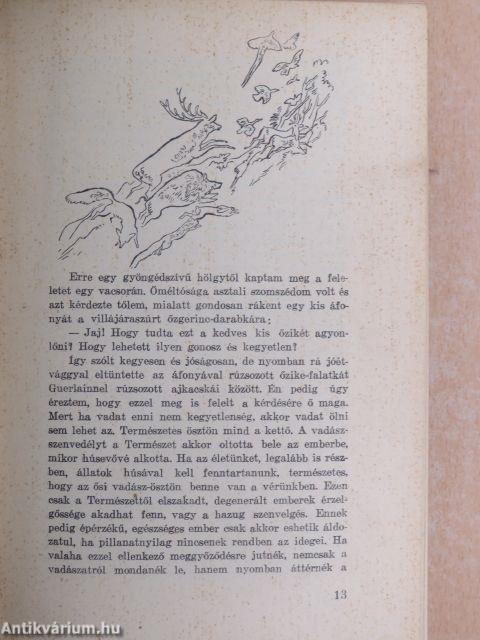 Erre egy gyöngédszívű hölgytől kaptam meg a fele-
letet egy vacsorán. Őméltósága asztali szomszédom volt és
azt kérdezte tőlem, mialatt gondosan ráként egy kis áfo-
nyát a villájáraszúrt őzgerinc-darabkára:
— Jaj! Hogy tudta ezt a kedves kis őzikét agyon-
lőni? Hogy lehetett ilyen gonosz és kegyetlen?
Igy szólt kegyesen és jóságosan, de nyomban rá jóét-
vággyal eltüntette az áfonyával rúzsozott őzike-falatkát
Guerlainnel rúzsozott ajkacskái között. Én pedig úgy
éreztem, hogy ezzel meg is felelt a kérdésére ő maga.
Mert ha vadat enni nem kegyetlenség, akkor vadat ölni
sem lehet az. Természetes ösztön mind a kettő. A vadász-
szenvedélyt a Természet akkor oltotta bele az emberbe,
mikor húsevővé alkotta. Ha az életünket, legalább is rész-
ben, állatok húsával kell fenntartanunk, természetes,
hogy az ősi vadász-ösztön benne van a vérünkben. Ezen
csak a Természettől elszakadt, degenerált emberek érzel-
gőssége akadhat fenn, vagy a hazug szenvelgés. Ennek
pedig épérzékű, egészséges ember csak akkor eshetik áldo-
zatul, ha pillanatnyilag nincsenek rendben az idegei. Ha
valaha ezzel ellenkező meggyőződésre jutnék, nemcsak a
vadászatról mondanék le, hanem nyomban áttérnék a
13
Antikvárium.hu